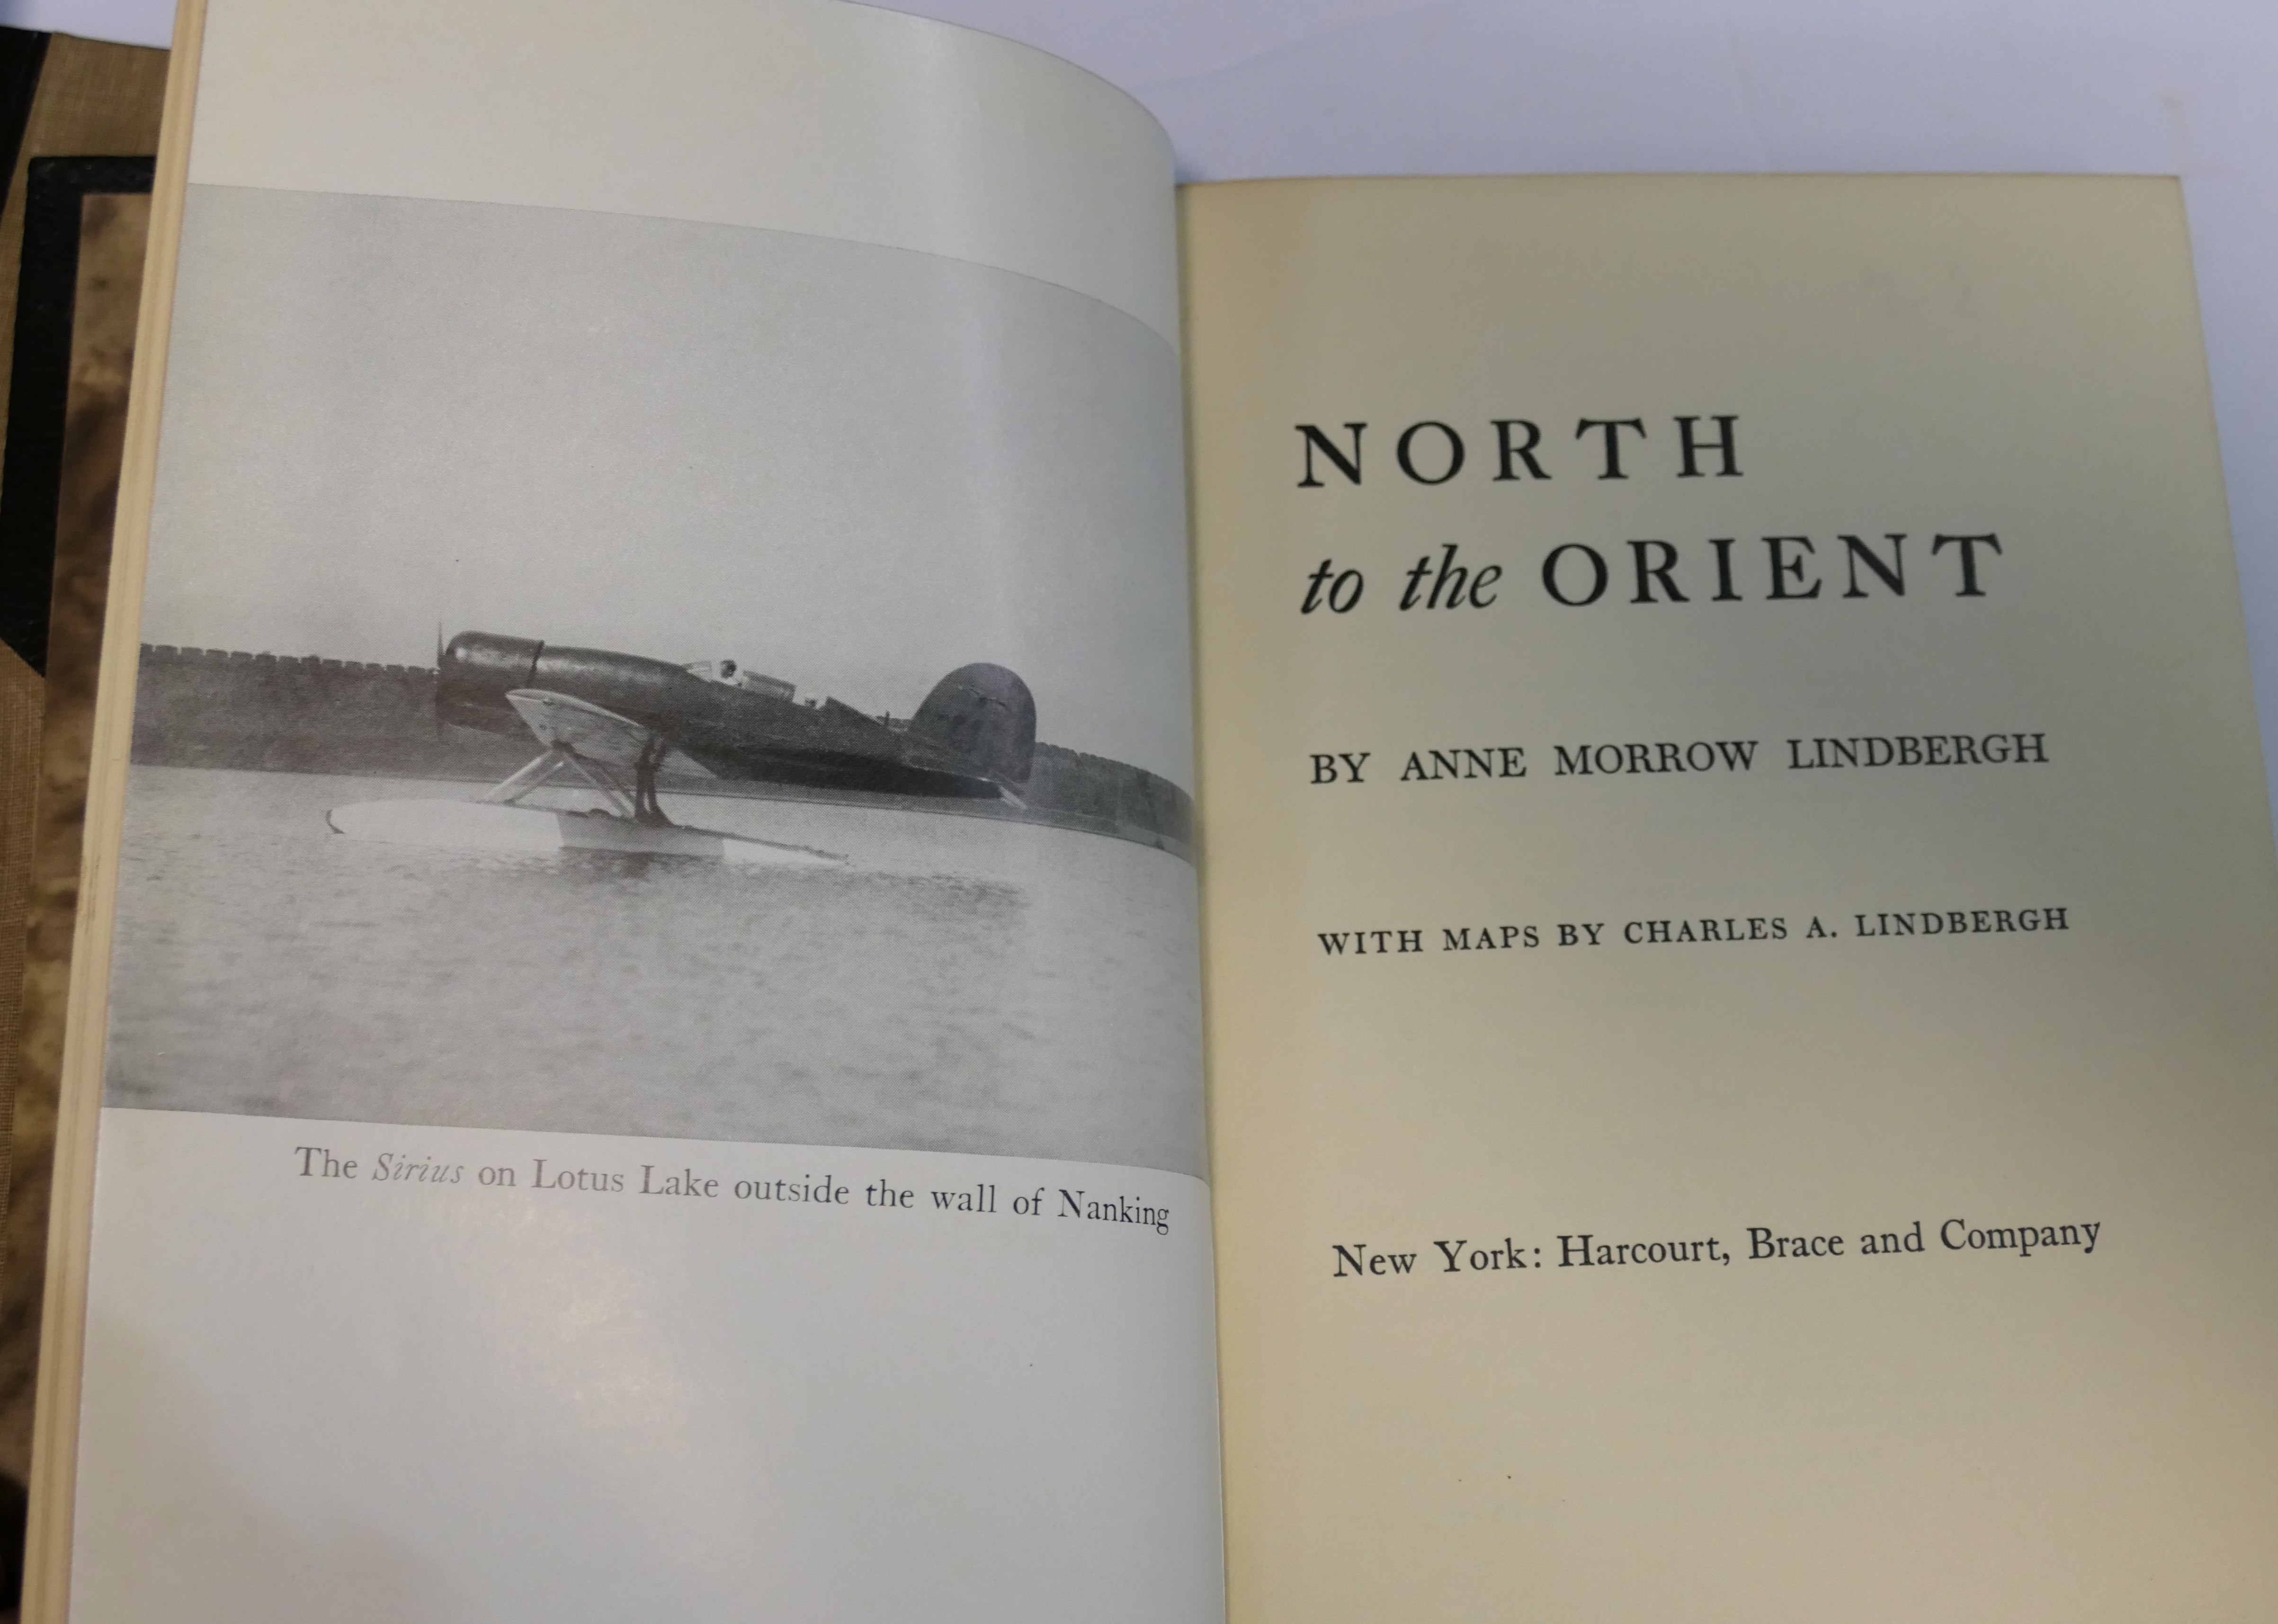 The Sirius on Lotus Lake outside the wall of Nanking
NORTH
to the ORIENT
BY ANNE MORROW LINDBERGH
WITH MAPS BY CHARLES A. LINDBERGH
New York: Harcourt, Brace and Company